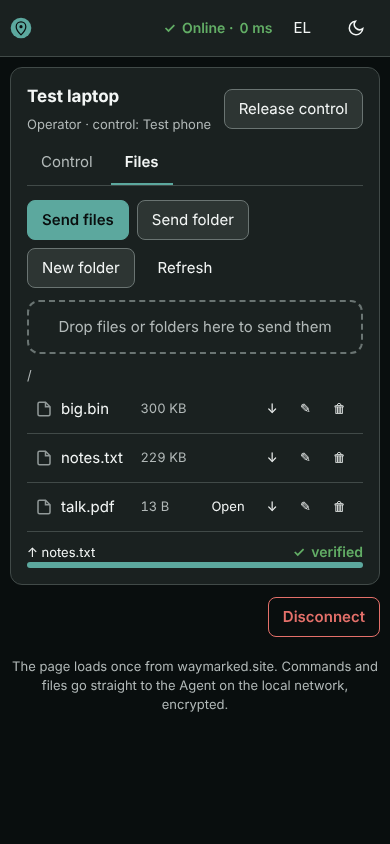 ✓ Online · 0 ms EL
Test laptop
Operator · control: Test phone
Release control
Control Files
Send files Send folder
New folder Refresh
Drop files or folders here to send them
/
big.bin 300 KB ↓ ✎ 🗑
notes.txt 229 KB ↓ ✎ 🗑
talk.pdf 13 B Open ↓ ✎ 🗑
↑ notes.txt ✓ verified
Disconnect
The page loads once from waymarked.site. Commands and
files go straight to the Agent on the local network,
encrypted.